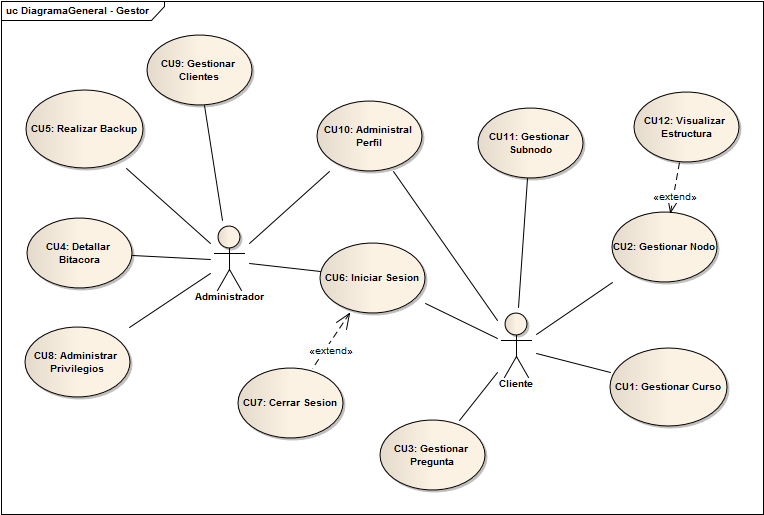 uc DiagramaGeneral - Gestor
CU9: Gestionar
Clientes
CU5: Realizar Backup
CU10: Administral
Perfil
CU11: Gestionar
Subnodo
CU12: Visualizar
Estructura
«extend»
CU4: Detallar
Bitacora
CU2: Gestionar Nodo
CU6: Iniciar Sesion
Administrador
CU8: Administrar
Privilegios
«extend»
CU7: Cerrar Sesion
Cliente
CU1: Gestionar Curso
CU3: Gestionar
Pregunta